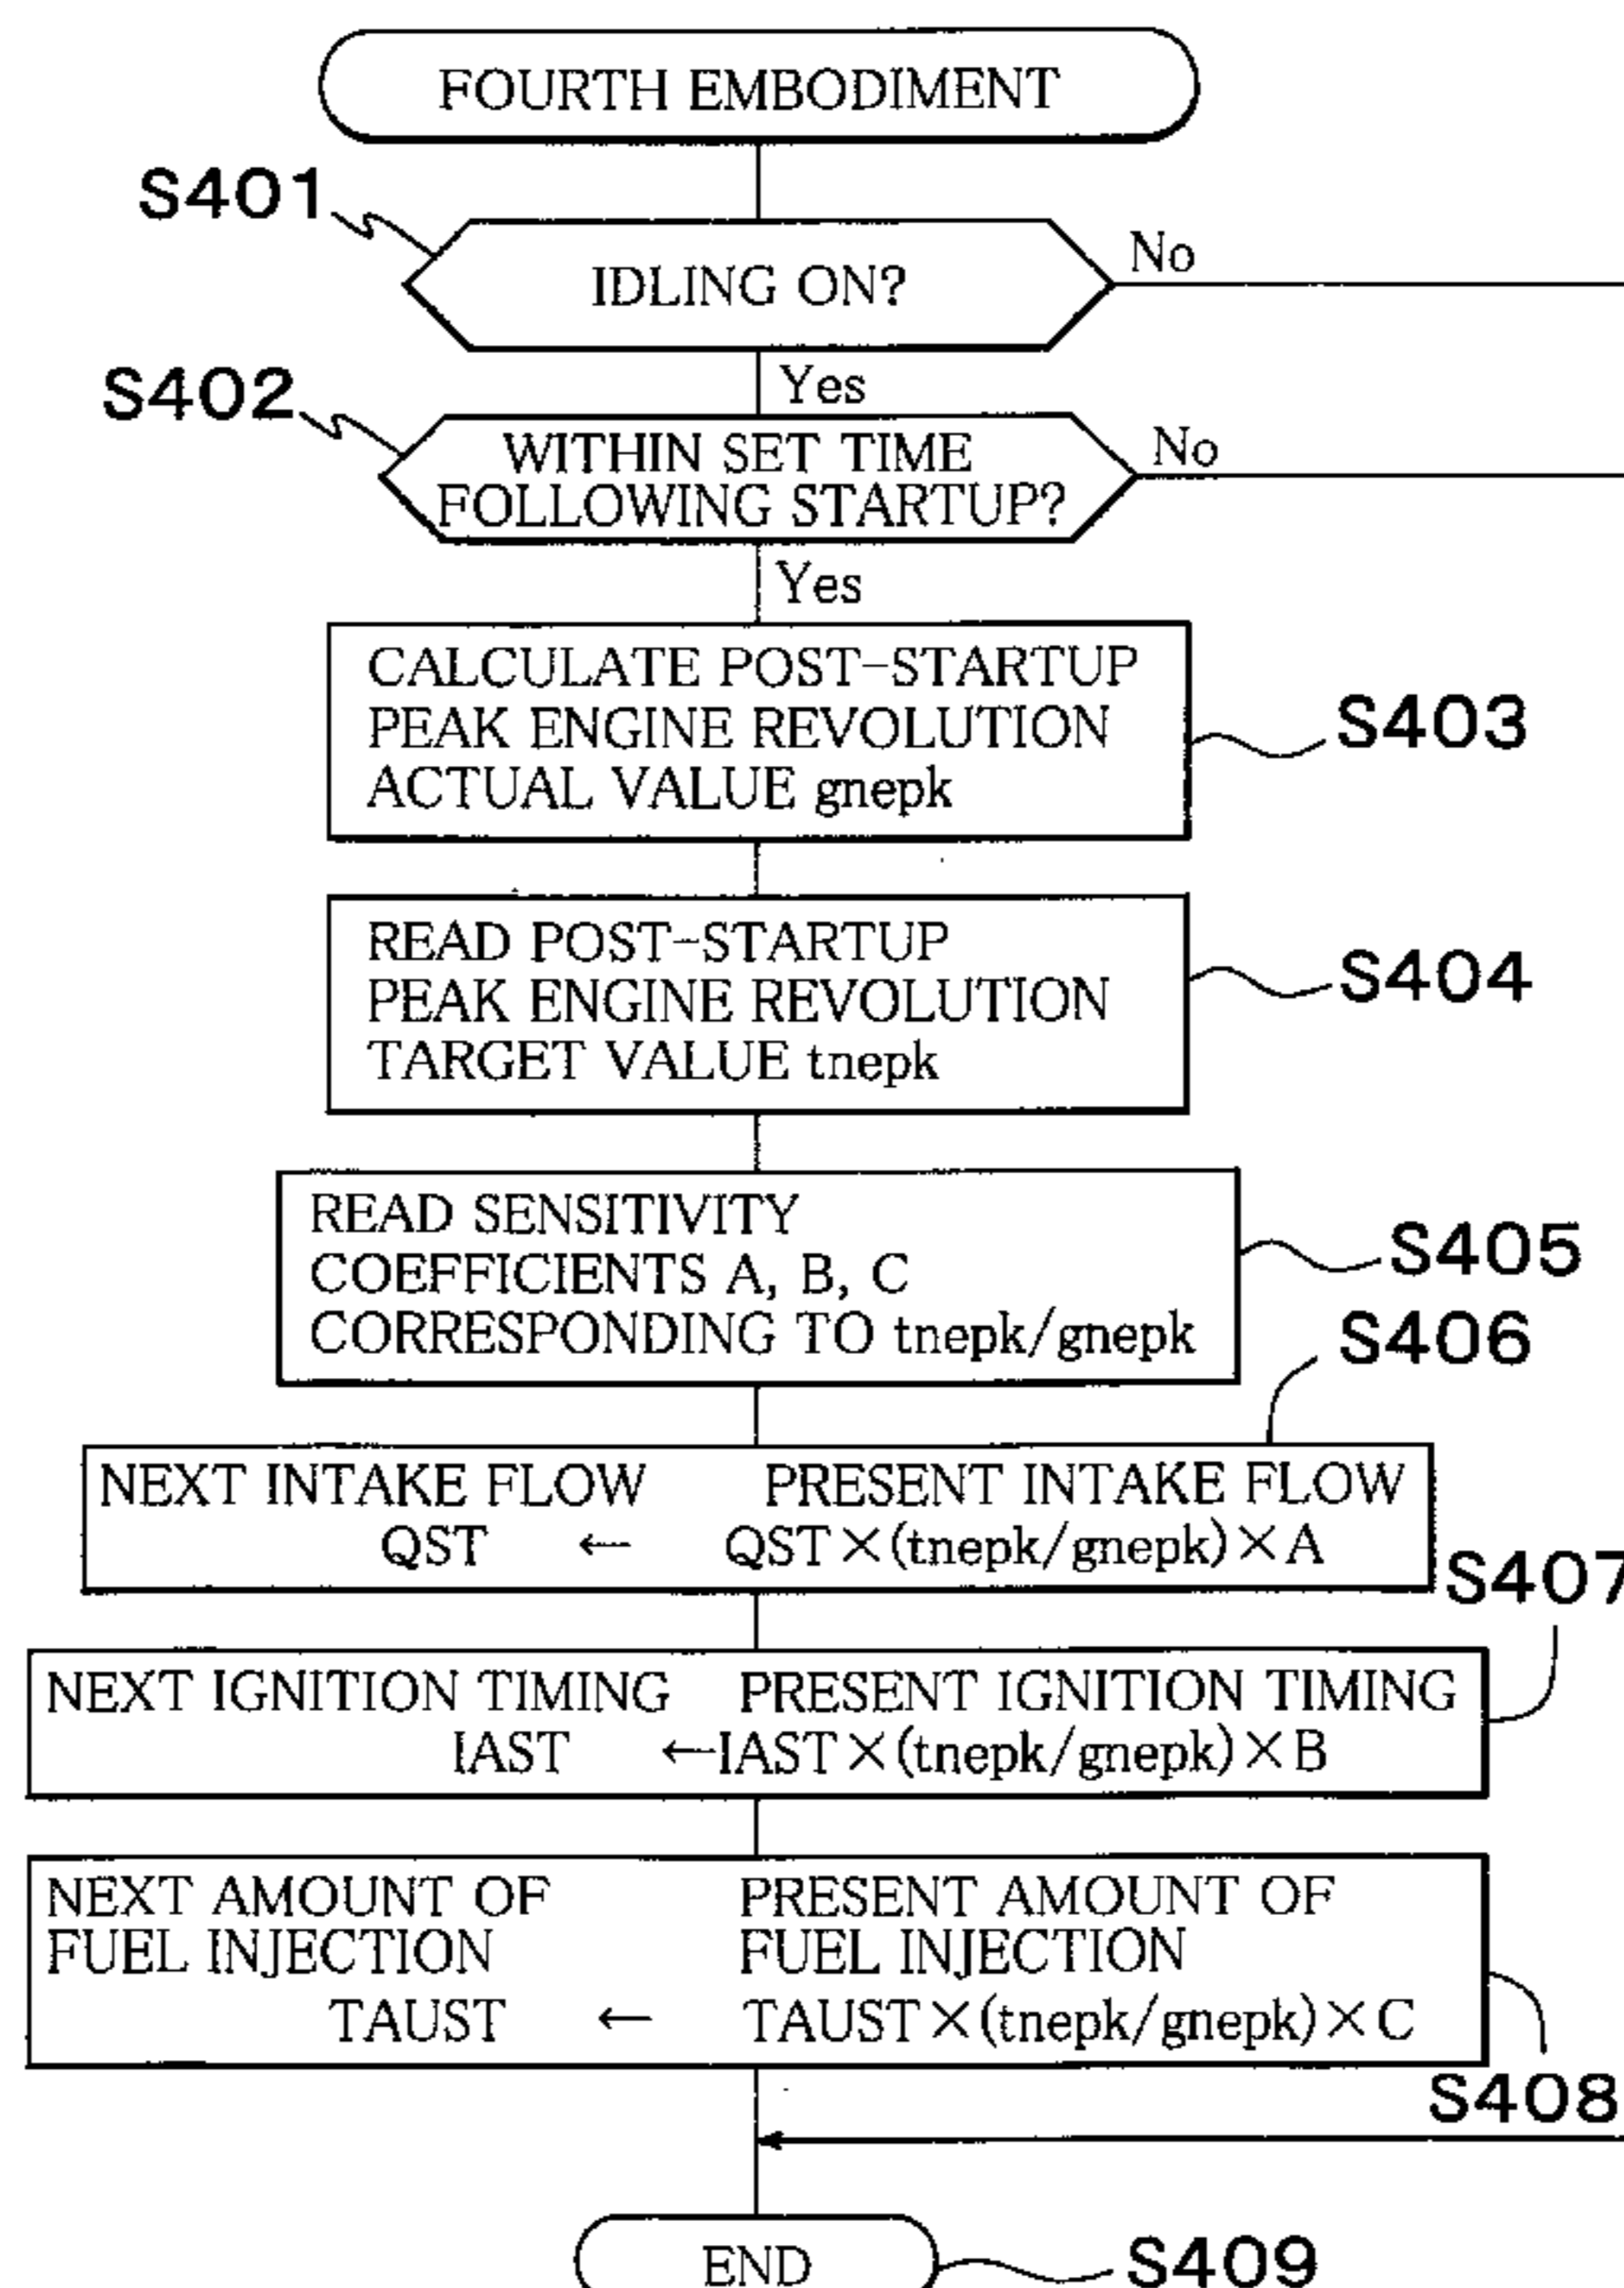 FOURTH EMBODIMENT
S401
IDLING ON?
No
Yes
S402
WITHIN SET TIME
FOLLOWING STARTUP?
No
Yes
CALCULATE POST-STARTUP
PEAK ENGINE REVOLUTION
ACTUAL VALUE gnepk
S403
READ POST-STARTUP
PEAK ENGINE REVOLUTION
TARGET VALUE tnepk
S404
READ SENSITIVITY
COEFFICIENTS A, B, C
CORRESPONDING TO tnepk/gnepk
S405
S406
NEXT INTAKE FLOW PRESENT INTAKE FLOW
QST ← QST×(tnepk/gnepk)×A
S407
NEXT IGNITION TIMING PRESENT IGNITION TIMING
IAST ←IAST×(tnepk/gnepk)×B
NEXT AMOUNT OF PRESENT AMOUNT OF
FUEL INJECTION FUEL INJECTION
TAUST ← TAUST×(tnepk/gnepk)×C
S408
END
S409